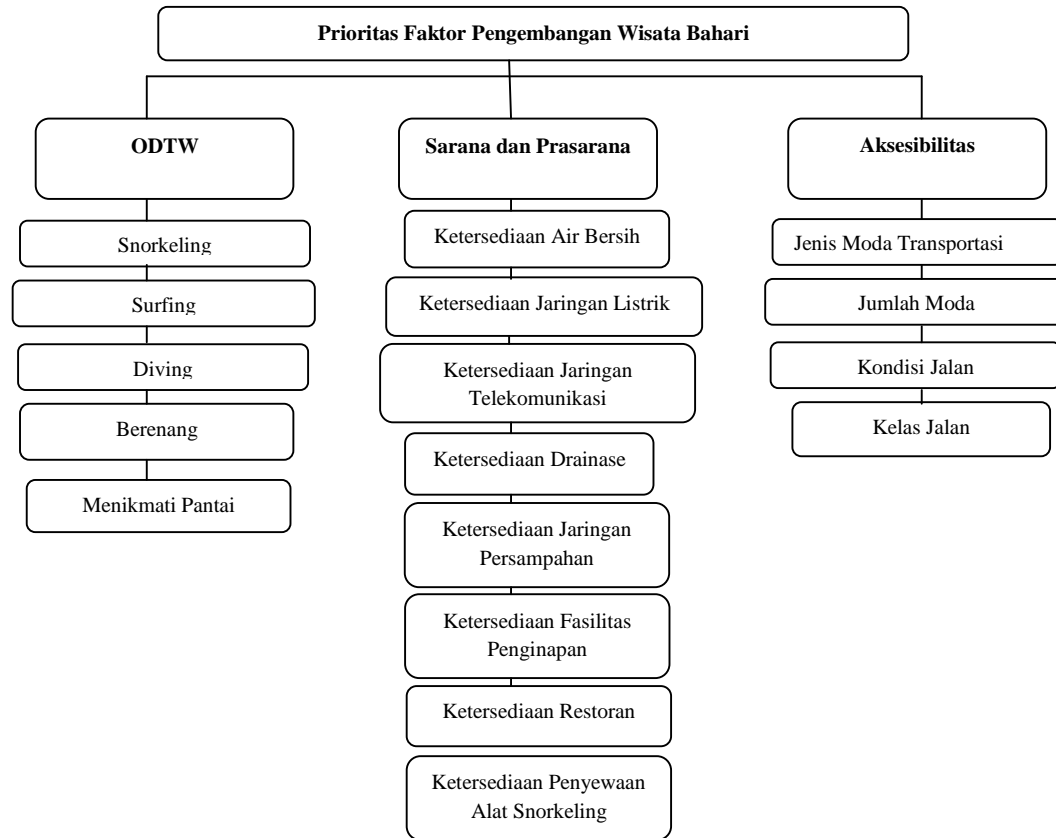 Prioritas Faktor Pengembangan Wisata Bahari
ODTW
Snorkeling
Surfing
Diving
Berenang
Menikmati Pantai
Sarana dan Prasarana
Ketersediaan Air Bersih
Ketersediaan Jaringan Listrik
Ketersediaan Jaringan
Telekomunikasi
Ketersediaan Drainase
Ketersediaan Jaringan
Persampahan
Ketersediaan Fasilitas
Penginapan
Ketersediaan Restoran
Ketersediaan Penyewaan
Alat Snorkeling
Aksesibilitas
Jenis Moda Transportasi
Jumlah Moda
Kondisi Jalan
Kelas Jalan